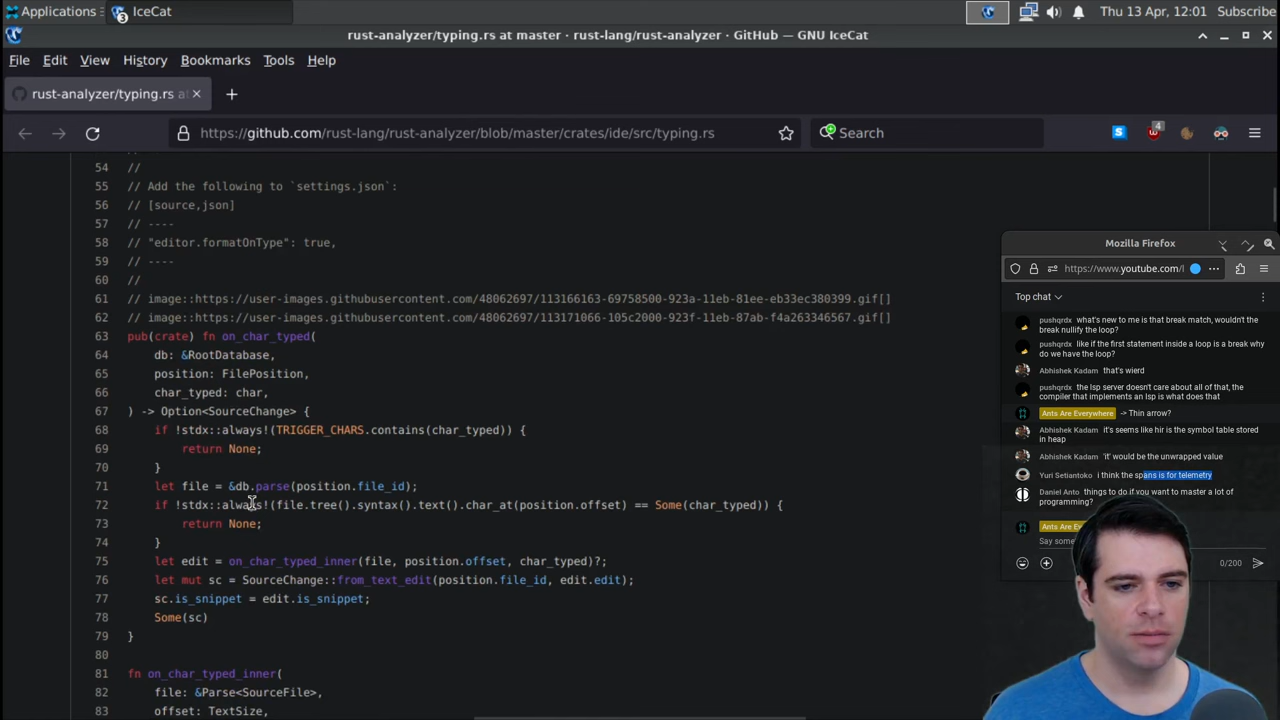 Applications
IceCat
Thu 13 Apr, 12:01 Subscribe
rust-analyzer/typing.rs at master · rust-lang/rust-analyzer · GitHub — GNU IceCat
File Edit View History Bookmarks Tools Help
rust-analyzer/typing.rs at
https://github.com/rust-lang/rust-analyzer/blob/master/crates/ide/src/typing.rs
Search
4
54 //
55 // Add the following to `settings.json`:
56 // [source,json]
57 // ----
58 // "editor.formatOnType": true,
59 // ----
60 //
61 // image::https://user-images.githubusercontent.com/48062697/113166163-69758500-923a-11eb-81ee-eb33ec380399.gif[]
62 // image::https://user-images.githubusercontent.com/48062697/113171066-105c2000-923f-11eb-87ab-f4a263346567.gif[]
63 pub(crate) fn on_char_typed(
64 db: &RootDatabase,
65 position: FilePosition,
66 char_typed: char,
67 ) -> Option<SourceChange> {
68 if !stdx::always!(TRIGGER_CHARS.contains(char_typed)) {
69 return None;
70 }
71 let file = &db.parse(position.file_id);
72 if !stdx::always!(file.tree().syntax().text().char_at(position.offset) == Some(char_typed)) {
73 return None;
74 }
75 let edit = on_char_typed_inner(file, position.offset, char_typed)?;
76 let mut sc = SourceChange::from_text_edit(position.file_id, edit.edit);
77 sc.is_snippet = edit.is_snippet;
78 Some(sc)
79 }
80
81 fn on_char_typed_inner(
82 file: &Parse<SourceFile>,
83 offset: TextSize,
Mozilla Firefox
https://www.youtube.com/l
Top chat
pushqrdx what's new to me is that break match, wouldn't the
break nullify the loop?
pushqrdx like if the first statement inside a loop is a break why
do we have the loop?
Abhishek Kadam that's wierd
pushqrdx the lsp server doesn't care about all of that, the
compiler that implements an lsp is what does that
Ants Are Everywhere -> Thin arrow?
Abhishek Kadam it's seems like hir is the symbol table stored
in heap
Abhishek Kadam 'it' would be the unwrapped value
Yuri Setiantoko i think the spans is for telemetry
Daniel Anto things to do if you want to master a lot of
programming?
Ants Are
Say some
0/200